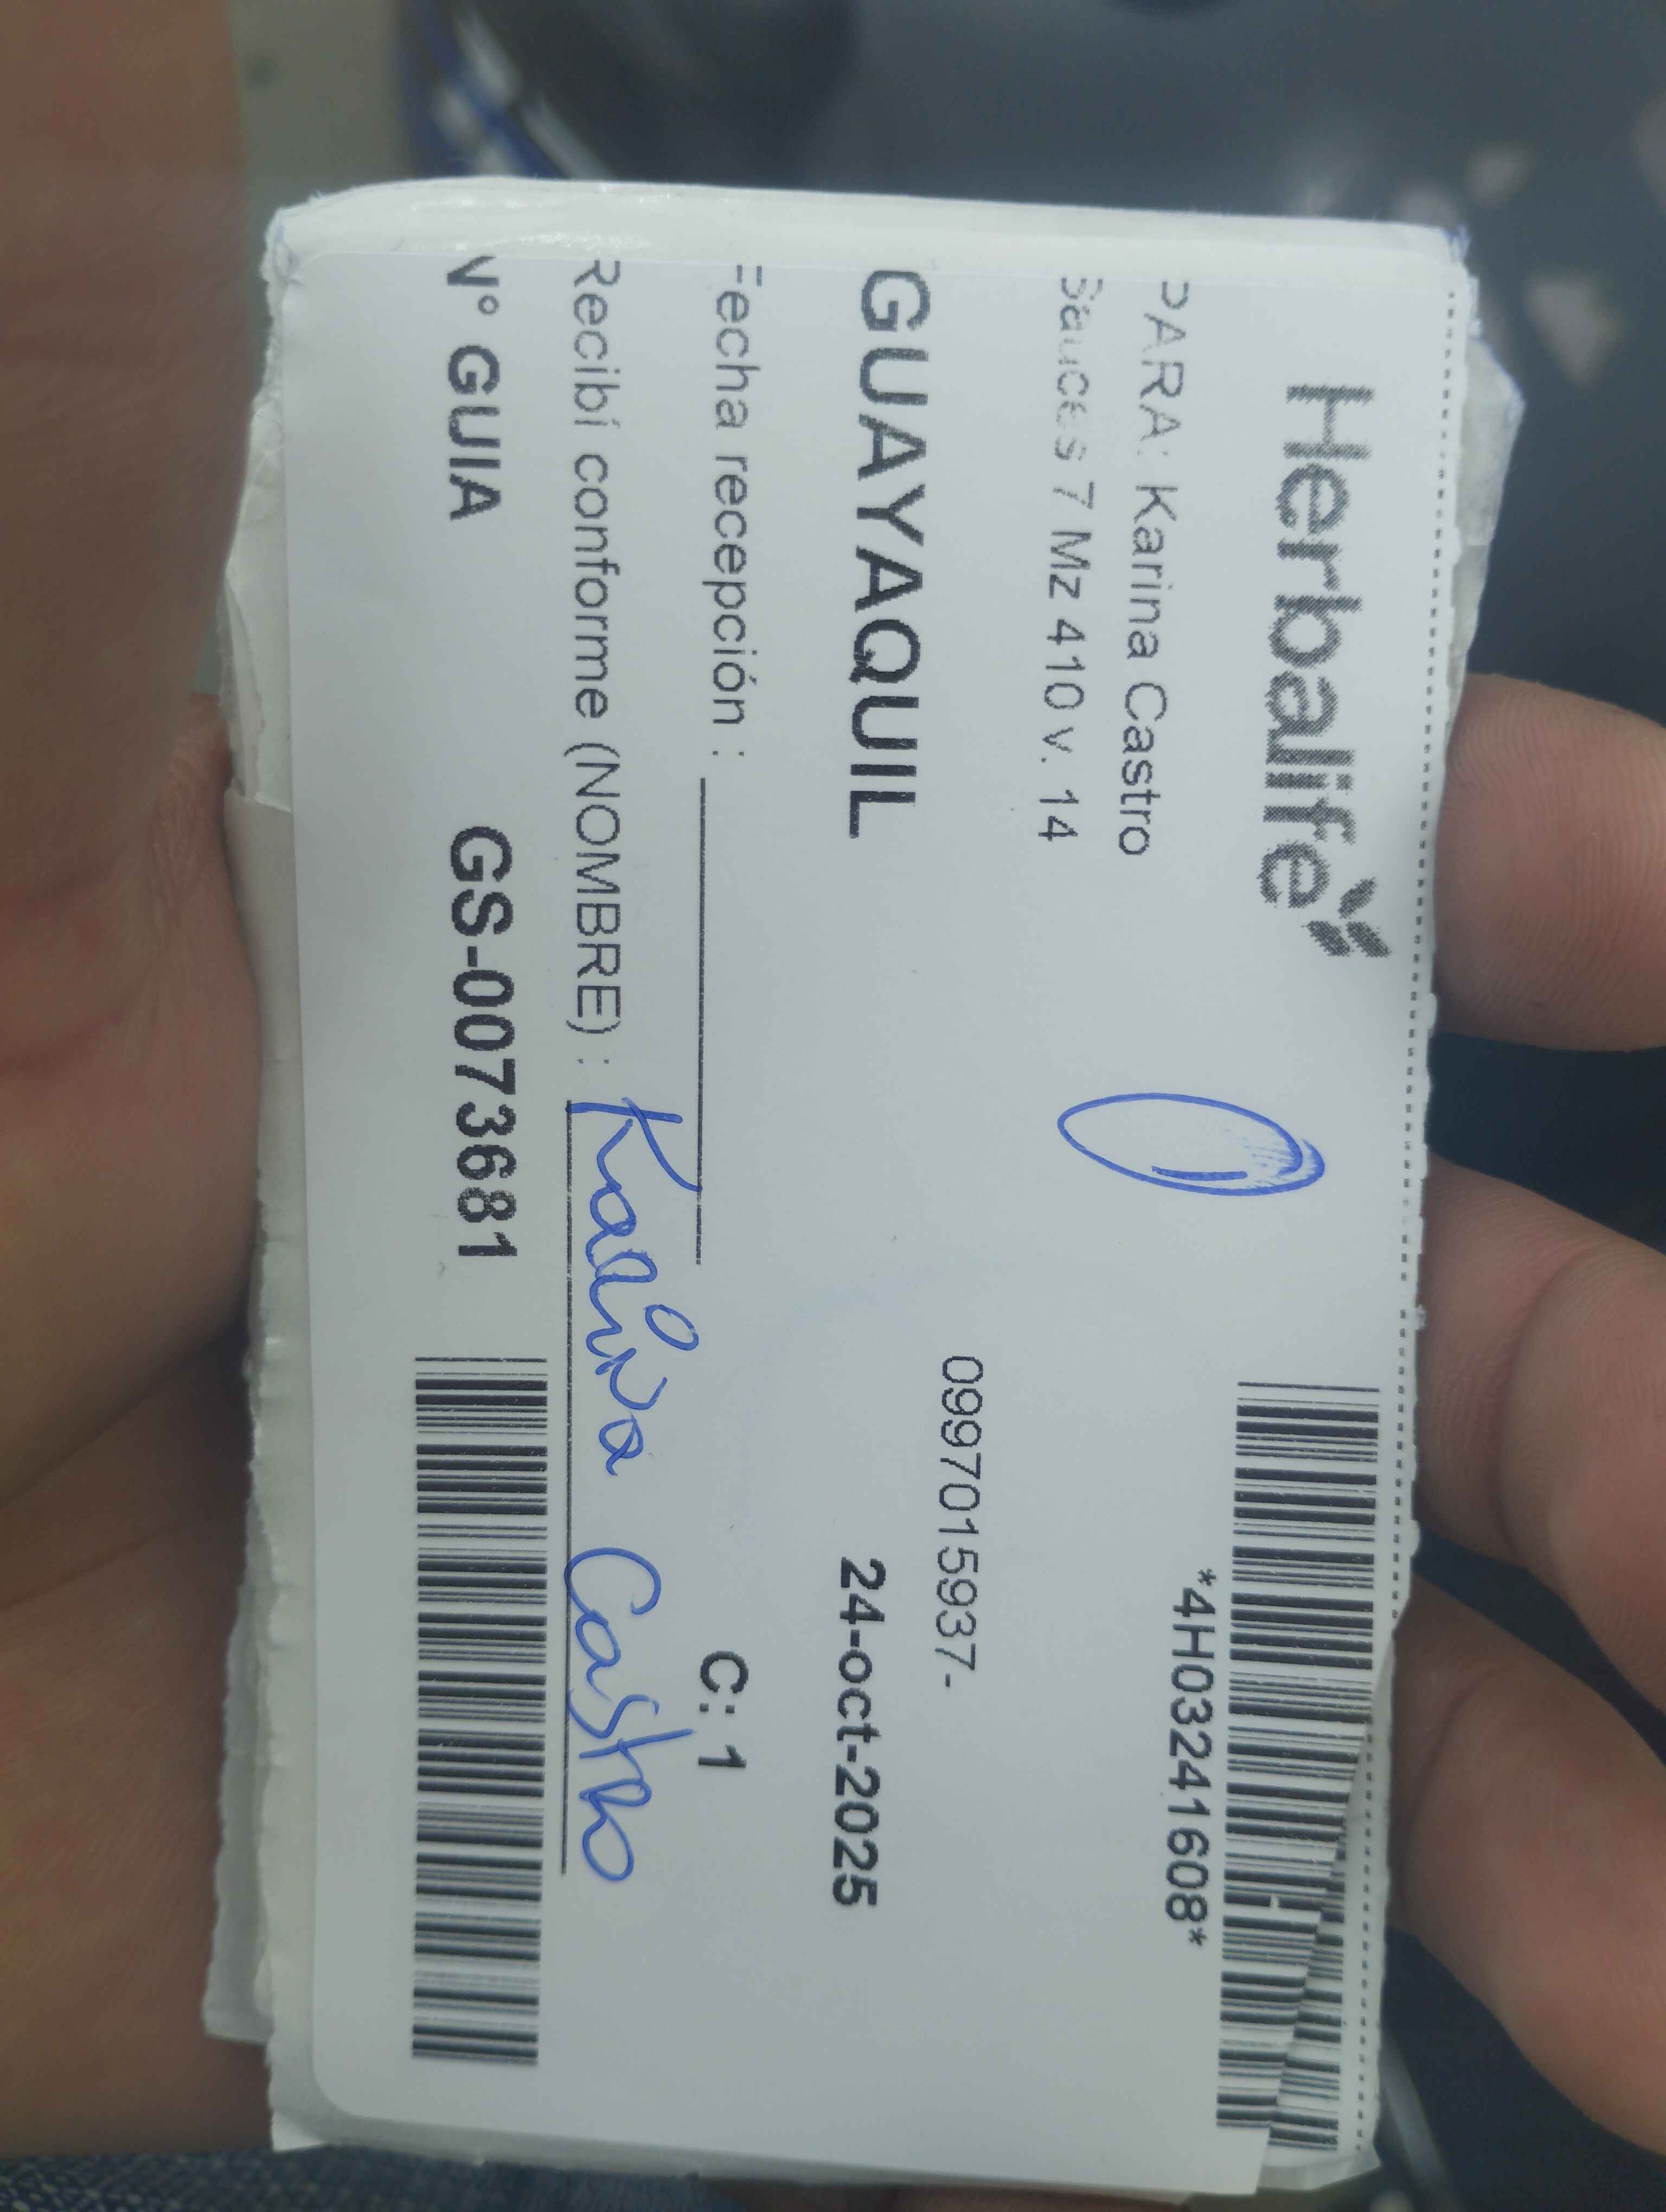 Herbalife
*4H03241608*
PARA: Karina Castro
Sauces 7 Mz 410 v. 14
0997015937-
GUAYAQUIL
24-oct-2025
Fecha recepción :
C: 1
Recibí conforme (NOMBRE) : Karina Castro
N° GUIA GS-0073681